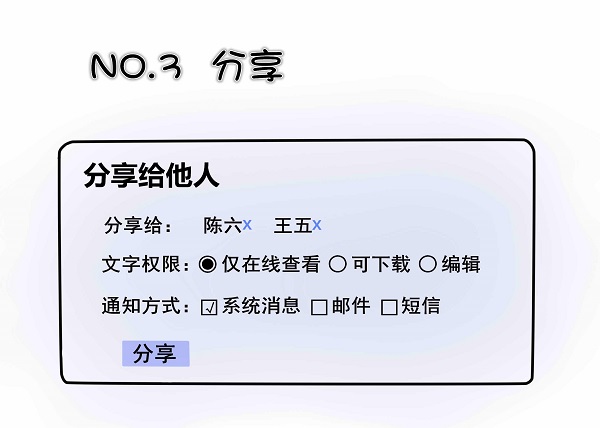 NO.3 分享
分享给他人
分享给： 陈六x 王五x
文字权限：仅在线查看 可下载 编辑
通知方式：系统消息 邮件 短信
分享